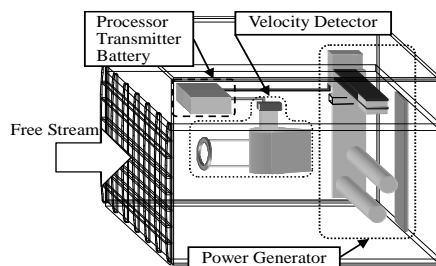 Processor
Transmitter
Battery
Velocity Detector
Free Stream
Power Generator